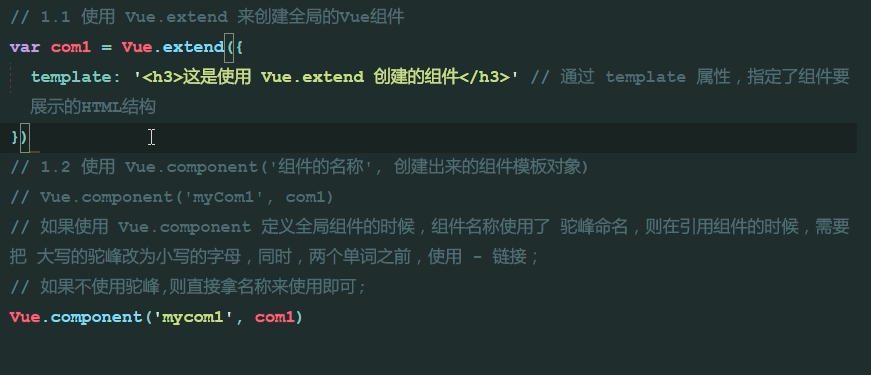 // 1.1 使用 Vue.extend 来创建全局的Vue组件
var com1 = Vue.extend({
template: '<h3>这是使用 Vue.extend 创建的组件</h3>' // 通过 template 属性，指定了组件要
展示的HTML结构
})
// 1.2 使用 Vue.component('组件的名称', 创建出来的组件模板对象)
// Vue.component('myCom1', com1)
// 如果使用 Vue.component 定义全局组件的时候，组件名称使用了 驼峰命名，则在引用组件的时候，需要
把 大写的驼峰改为小写的字母，同时，两个单词之前，使用 - 链接；
// 如果不使用驼峰,则直接拿名称来使用即可;
Vue.component('mycom1', com1)